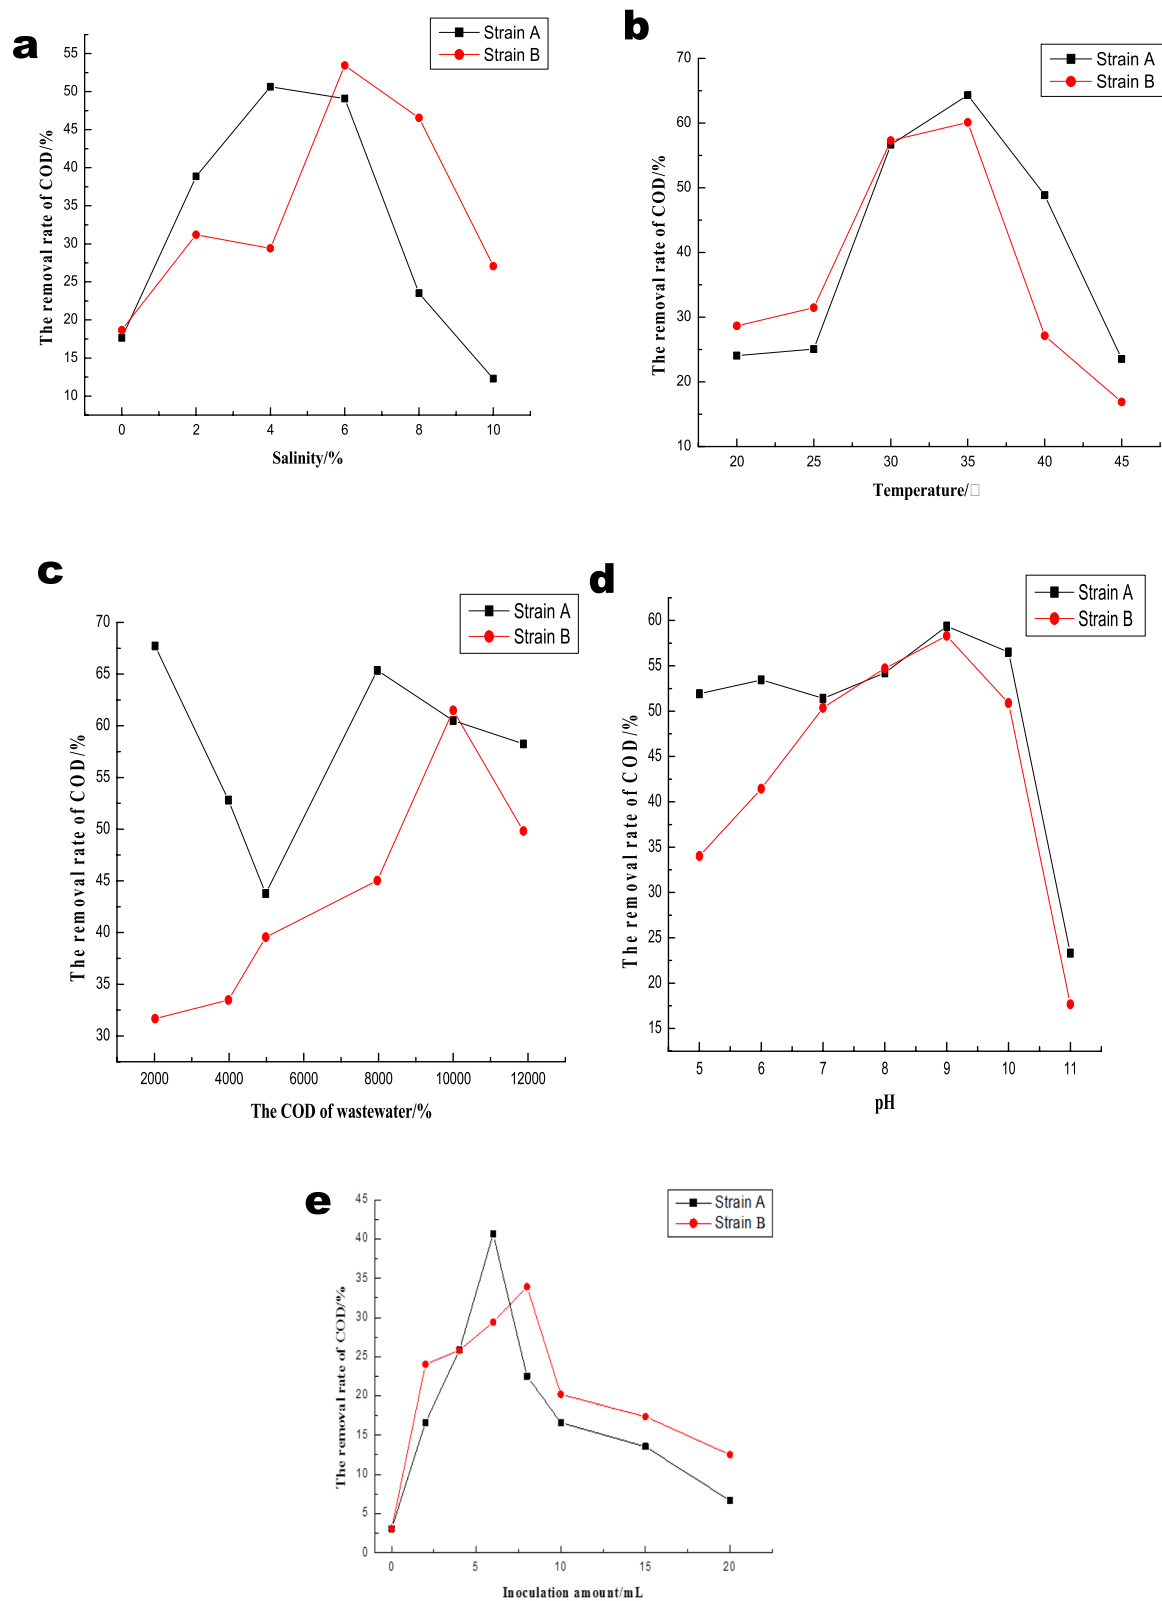 a
Strain A
Strain B
The removal rate of COD/%
55
50
45
40
35
30
25
20
15
10
0 2 4 6 8 10
Salinity/%
b
Strain A
Strain B
The removal rate of COD/%
70
60
50
40
30
20
10
20 25 30 35 40 45
Temperature/□
c
Strain A
Strain B
The removal rate of COD/%
70
65
60
55
50
45
40
35
30
2000 4000 6000 8000 10000 12000
The COD of wastewater/%
d
Strain A
Strain B
The removal rate of COD/%
60
55
50
45
40
35
30
25
20
15
5 6 7 8 9 10 11
pH
e
Strain A
Strain B
The removal rate of COD/%
45
40
35
30
25
20
15
10
5
0
0 5 10 15 20
Inoculation amount/mL